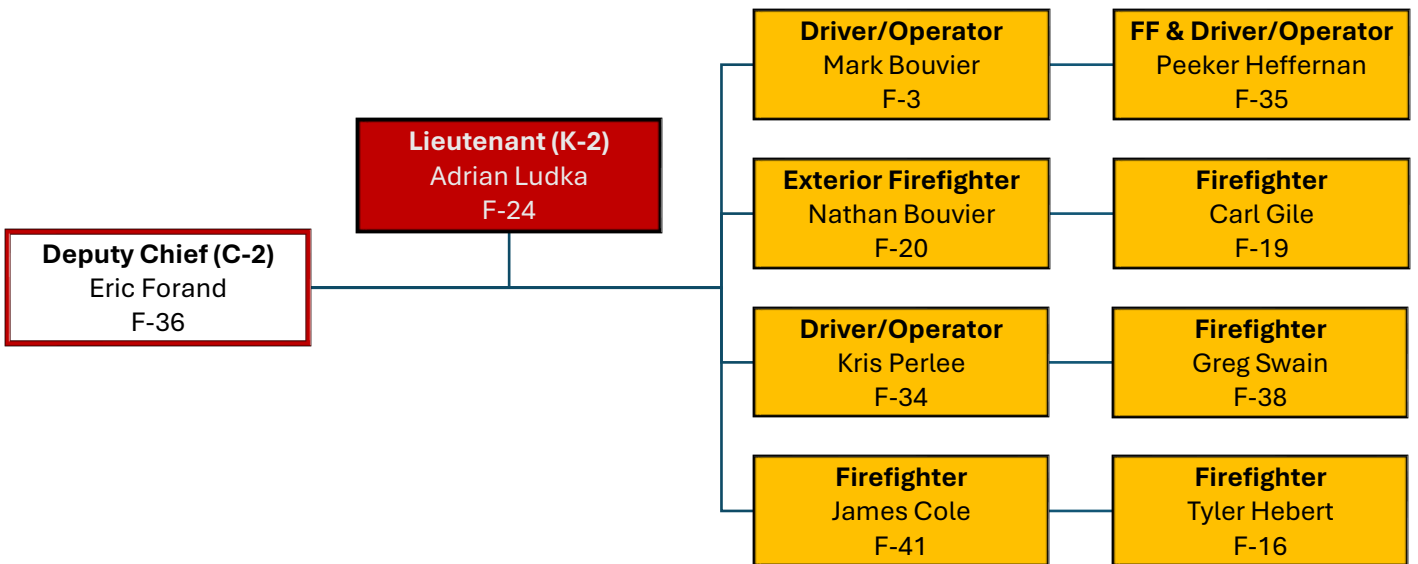 Deputy Chief (C-2)
Eric Forand
F-36
Lieutenant (K-2)
Adrian Ludka
F-24
Driver/Operator
Mark Bouvier
F-3
FF & Driver/Operator
Peeker Heffernan
F-35
Exterior Firefighter
Nathan Bouvier
F-20
Firefighter
Carl Gile
F-19
Driver/Operator
Kris Perlee
F-34
Firefighter
Greg Swain
F-38
Firefighter
James Cole
F-41
Firefighter
Tyler Hebert
F-16